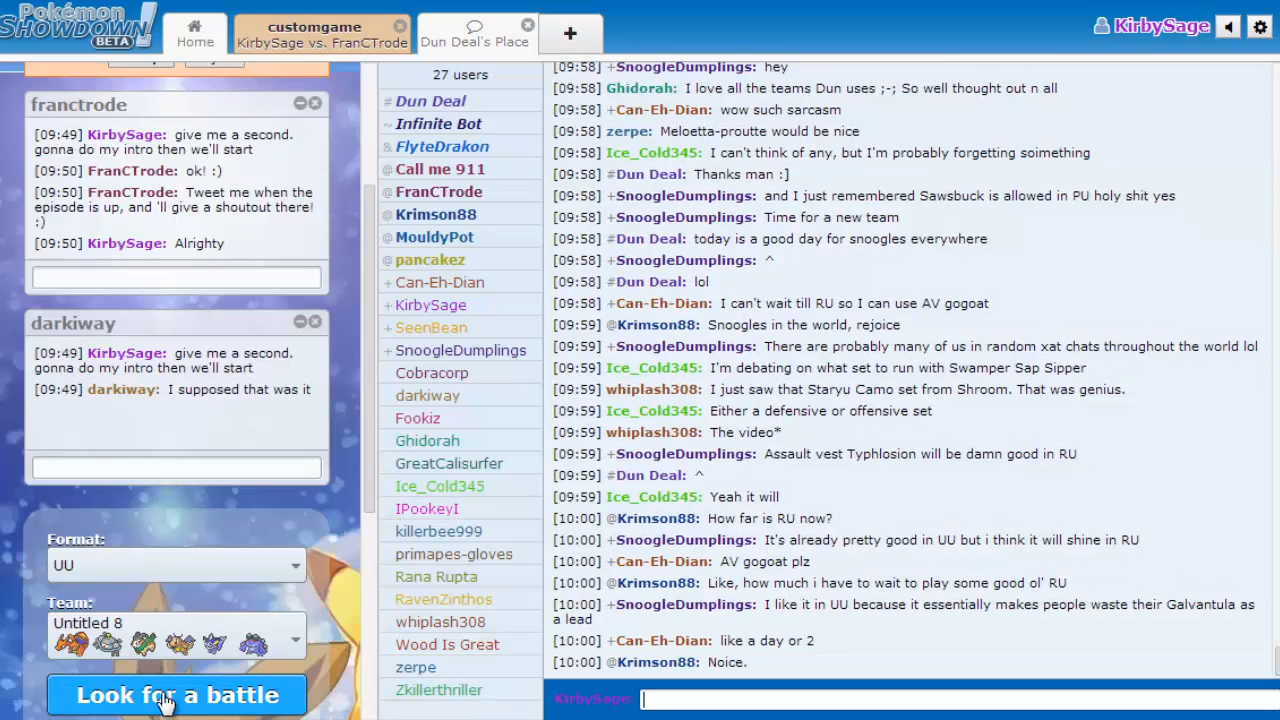 Pokémon
SHOWDOWN!
BETA
Home
customgame
KirbySage vs. FranCTrode
Dun Deal's Place
+
KirbySage
franctrode
[09:49] KirbySage: give me a second.
gonna do my intro then we'll start
[09:50] FranCTrode: ok! :)
[09:50] FranCTrode: Tweet me when the
episode is up, and 'll give a shoutout there!
:)
[09:50] KirbySage: Alrighty
darkiway
[09:49] KirbySage: give me a second.
gonna do my intro then we'll start
[09:49] darkiway: I supposed that was it
Format:
UU
Team:
Untitled 8
Look for a battle
27 users
# Dun Deal
~ Infinite Bot
& FlyteDrakon
@ Call me 911
@ FranCTrode
@ Krimson88
@ MouldyPot
@ pancakez
+ Can-Eh-Dian
+ KirbySage
+ SeenBean
+ SnoogleDumplings
Cobracorp
darkiway
Fookiz
Ghidorah
GreatCalisurfer
Ice_Cold345
IPookeyI
killerbee999
primapes-gloves
Rana Rupta
RavenZinthos
whiplash308
Wood Is Great
zerpe
Zkillerthriller
[09:58] +SnoogleDumplings: hey
[09:58] Ghidorah: I love all the teams Dun uses ;-; So well thought out n all
[09:58] +Can-Eh-Dian: wow such sarcasm
[09:58] zerpe: Meloetta-proutte would be nice
[09:58] Ice_Cold345: I can't think of any, but I'm probably forgetting soimething
[09:58] #Dun Deal: Thanks man :]
[09:58] +SnoogleDumplings: and I just remembered Sawsbuck is allowed in PU holy shit yes
[09:58] +SnoogleDumplings: Time for a new team
[09:58] #Dun Deal: today is a good day for snoogles everywhere
[09:58] +SnoogleDumplings: ^
[09:58] #Dun Deal: lol
[09:58] +Can-Eh-Dian: I can't wait till RU so I can use AV gogoat
[09:59] @Krimson88: Snoogles in the world, rejoice
[09:59] +SnoogleDumplings: There are probably many of us in random xat chats throughout the world lol
[09:59] Ice_Cold345: I'm debating on what set to run with Swamper Sap Sipper
[09:59] whiplash308: I just saw that Staryu Camo set from Shroom. That was genius.
[09:59] Ice_Cold345: Either a defensive or offensive set
[09:59] whiplash308: The video*
[09:59] +SnoogleDumplings: Assault vest Typhlosion will be damn good in RU
[09:59] #Dun Deal: ^
[09:59] Ice_Cold345: Yeah it will
[10:00] @Krimson88: How far is RU now?
[10:00] +SnoogleDumplings: It's already pretty good in UU but i think it will shine in RU
[10:00] +Can-Eh-Dian: AV gogoat plz
[10:00] @Krimson88: Like, how much i have to wait to play some good ol' RU
[10:00] +SnoogleDumplings: I like it in UU because it essentially makes people waste their Galvantula as
a lead
[10:00] +Can-Eh-Dian: like a day or 2
[10:00] @Krimson88: Noice.
KirbySage: